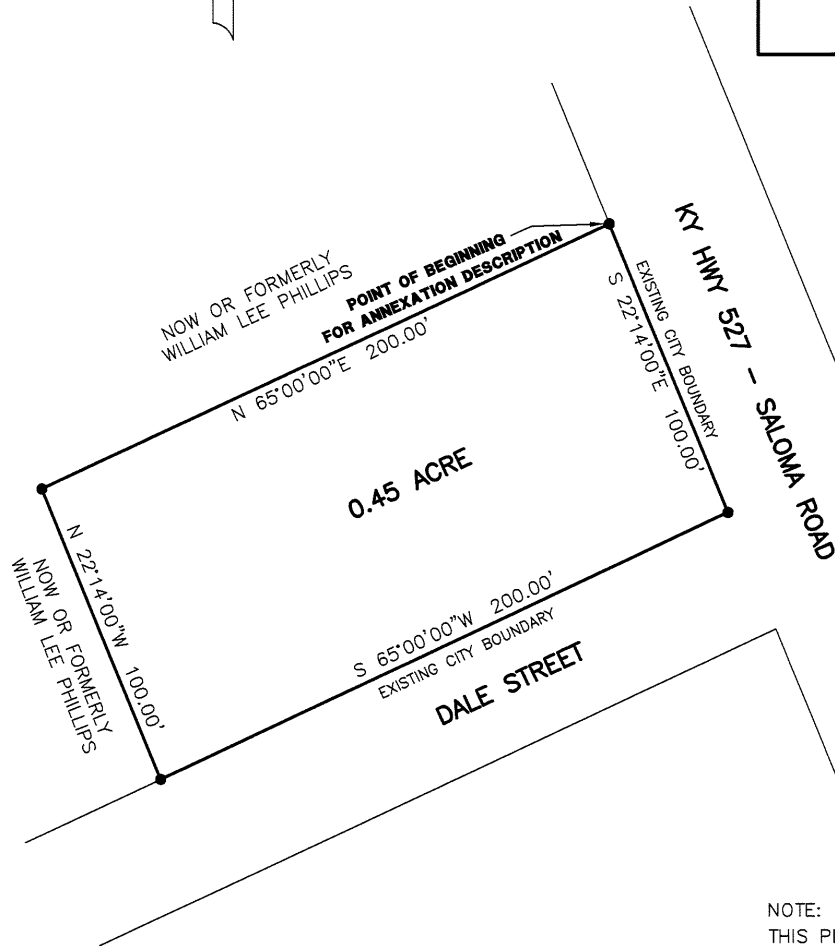 POINT OF BEGINNING
FOR ANNEXATION DESCRIPTION
NOW OR FORMERLY
WILLIAM LEE PHILLIPS
N 65°00'00"E 200.00'
KY HWY 527 - SALOMA ROAD
EXISTING CITY BOUNDARY
S 22°14'00"E 100.00'
0.45 ACRE
N 22°14'00"W 100.00'
NOW OR FORMERLY
WILLIAM LEE PHILLIPS
S 65°00'00"W 200.00'
EXISTING CITY BOUNDARY
DALE STREET
NOTE:
THIS